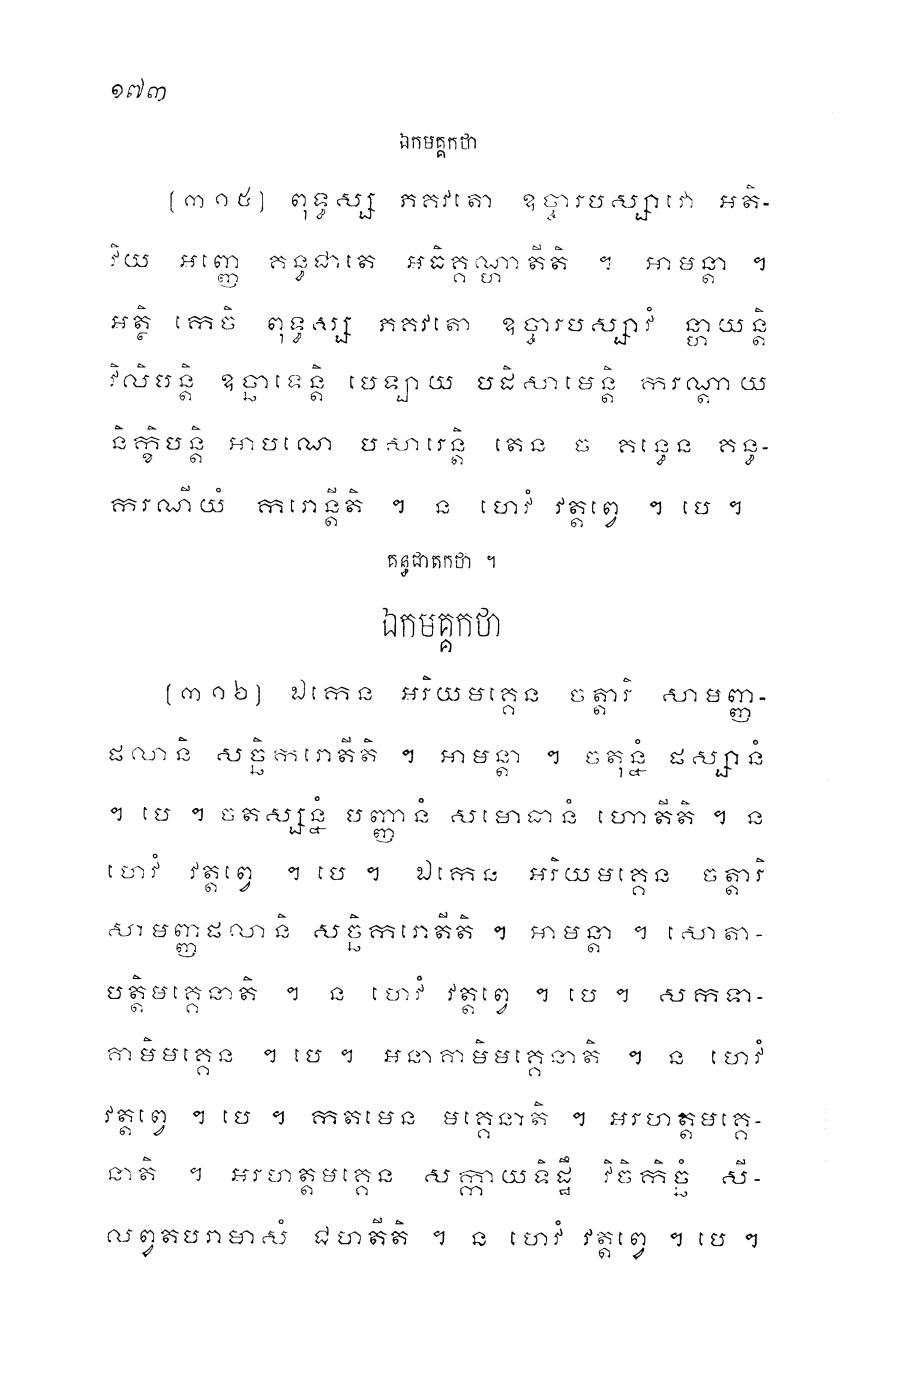 ១៧៣
ឯកមគ្គកថា
[៣១៥] ពុទ្ធស្ស ភគវតោ ឧច្ចារបស្សាវោ អតិ-
វិយ អញ្ញេ គន្ធជាតេ អធិគ្គណ្ហាតីតិ ។ អាមន្តា ។
អត្ថិ កេចិ ពុទ្ធស្ស ភគវតោ ឧច្ចារបស្សាវំ ន្ហាយន្តិ
វិលិម្បន្តិ ឧច្ឆាទេន្តិ បេឡាយ បដិសាមេន្តិ ករណ្ឌាយ
និក្ខិបន្តិ អាបណេ បសារេន្តិ តេន ច គន្ធេន គន្ធ-
ករណីយំ ករោន្តីតិ ។ ន ហេវំ វត្តព្វេ ។ បេ ។
គន្ធជាតកថា ។
ឯកមគ្គកថា
[៣១៦] ឯកេន អរិយមគ្គេន ចត្តារិ សាមញ្ញ-
ផលានិ សច្ឆិករោតីតិ ។ អាមន្តា ។ ចតុន្នំ ផស្សានំ
។ បេ ។ ចតស្សន្នំ បញ្ញានំ សមោធានំ ហោតីតិ ។ ន
ហេវំ វត្តព្វេ ។ បេ ។ ឯកេន អរិយមគ្គេន ចត្តារិ
សាមញ្ញផលានិ សច្ឆិករោតីតិ ។ អាមន្តា ។ សោតា-
បត្តិមគ្គេនាតិ ។ ន ហេវំ វត្តព្វេ ។ បេ ។ សកទា-
គាមិមគ្គេន ។ បេ ។ អនាគាមិមគ្គេនាតិ ។ ន ហេវំ
វត្តព្វេ ។ បេ ។ កតមេន មគ្គេនាតិ ។ អរហត្តមគ្គេ-
នាតិ ។ អរហត្តមគ្គេន សក្កាយទិដ្ឋឹ វិចិកិច្ឆំ សី-
លព្វតបរាមាសំ ជហតីតិ ។ ន ហេវំ វត្តព្វេ ។ បេ ។